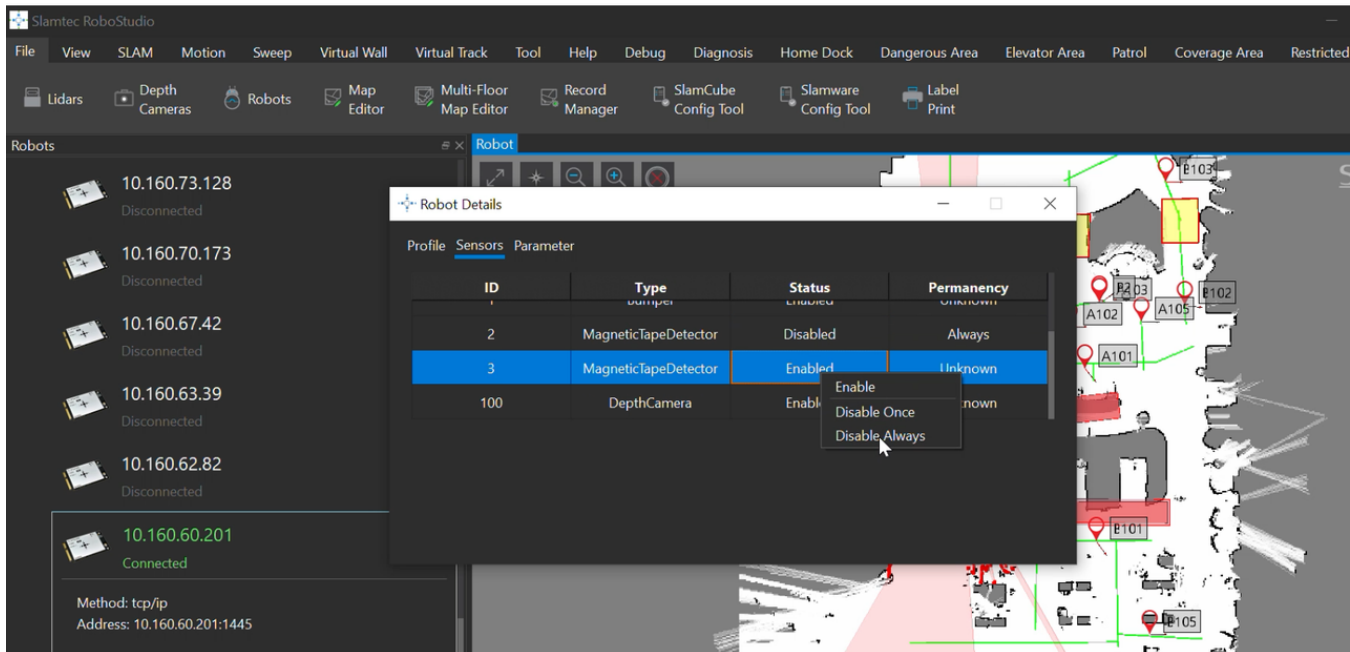 Slamtec RoboStudio
File View SLAM Motion Sweep Virtual Wall Virtual Track Tool Help Debug Diagnosis Home Dock Dangerous Area Elevator Area Patrol Coverage Area Restricted
Lidars
Depth
Cameras
Robots
Map
Editor
Multi-Floor
Map Editor
Record
Manager
SlamCube
Config Tool
Slamware
Config Tool
Label
Print
Robots
Robot
10.160.73.128
Disconnected
10.160.70.173
Disconnected
10.160.67.42
Disconnected
10.160.63.39
Disconnected
10.160.62.82
Disconnected
10.160.60.201
Connected
Method: tcp/ip
Address: 10.160.60.201:1445
Robot Details
Profile Sensors Parameter
ID Type Status Permanency
2 MagneticTapeDetector Disabled Always
3 MagneticTapeDetector Enabled Unknown
100 DepthCamera
Enable
Disable Once
Disable Always
B103
B102
A102
A105
A101
B101
B105